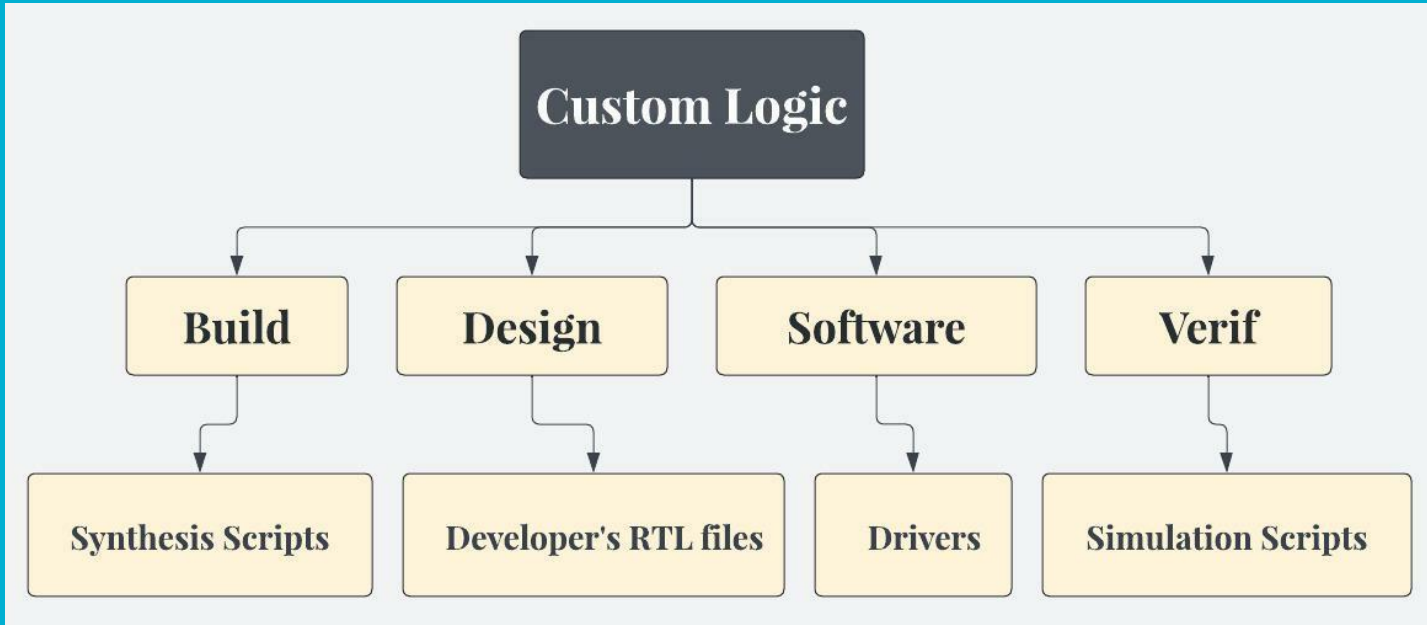 Custom Logic
Build
Design
Software
Verif
Synthesis Scripts
Developer's RTL files
Drivers
Simulation Scripts